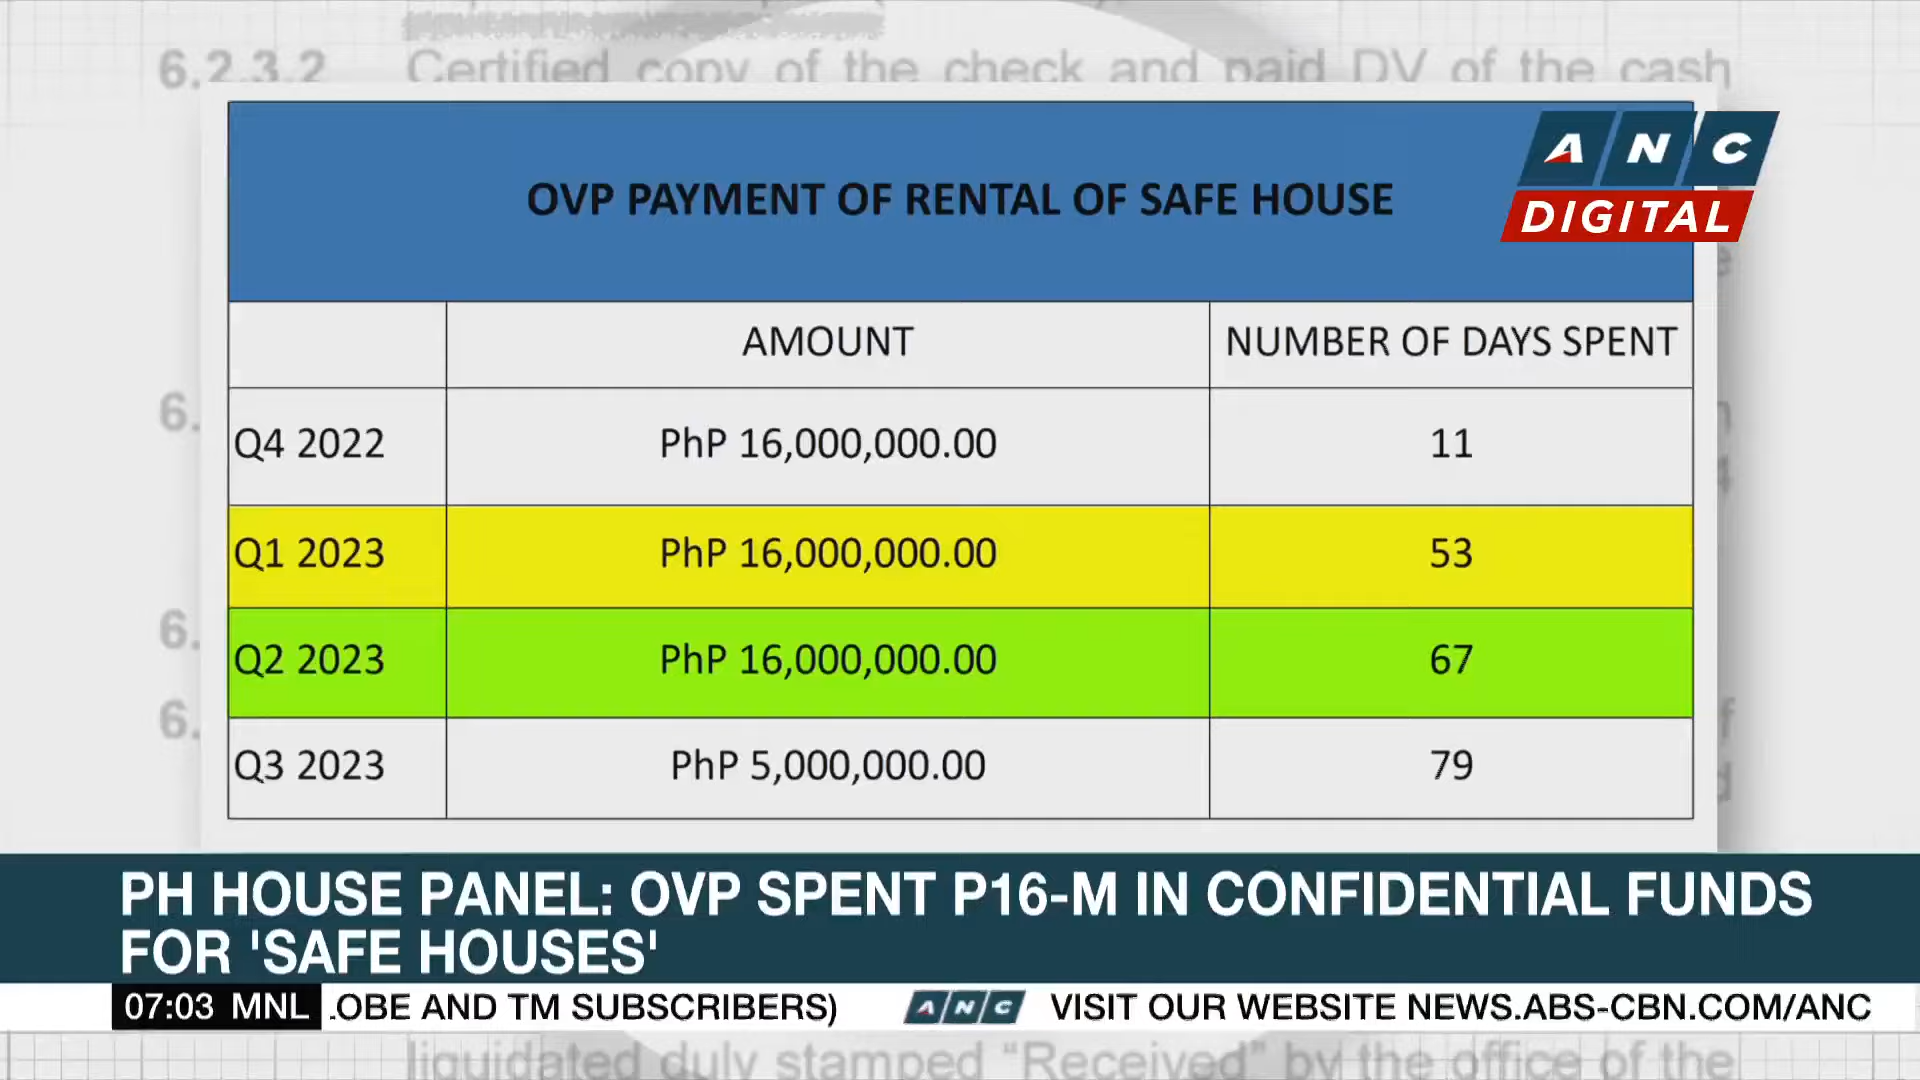 6.2.3.2 Certified copy of the check and paid DV of the cash
ANC
DIGITAL
OVP PAYMENT OF RENTAL OF SAFE HOUSE
AMOUNT NUMBER OF DAYS SPENT
Q4 2022 PhP 16,000,000.00 11
Q1 2023 PhP 16,000,000.00 53
Q2 2023 PhP 16,000,000.00 67
Q3 2023 PhP 5,000,000.00 79
PH HOUSE PANEL: OVP SPENT P16-M IN CONFIDENTIAL FUNDS
FOR 'SAFE HOUSES'
07:03 MNL .OBE AND TM SUBSCRIBERS) ANC VISIT OUR WEBSITE NEWS.ABS-CBN.COM/ANC
liquidated duly stamped “Received” by the office of the